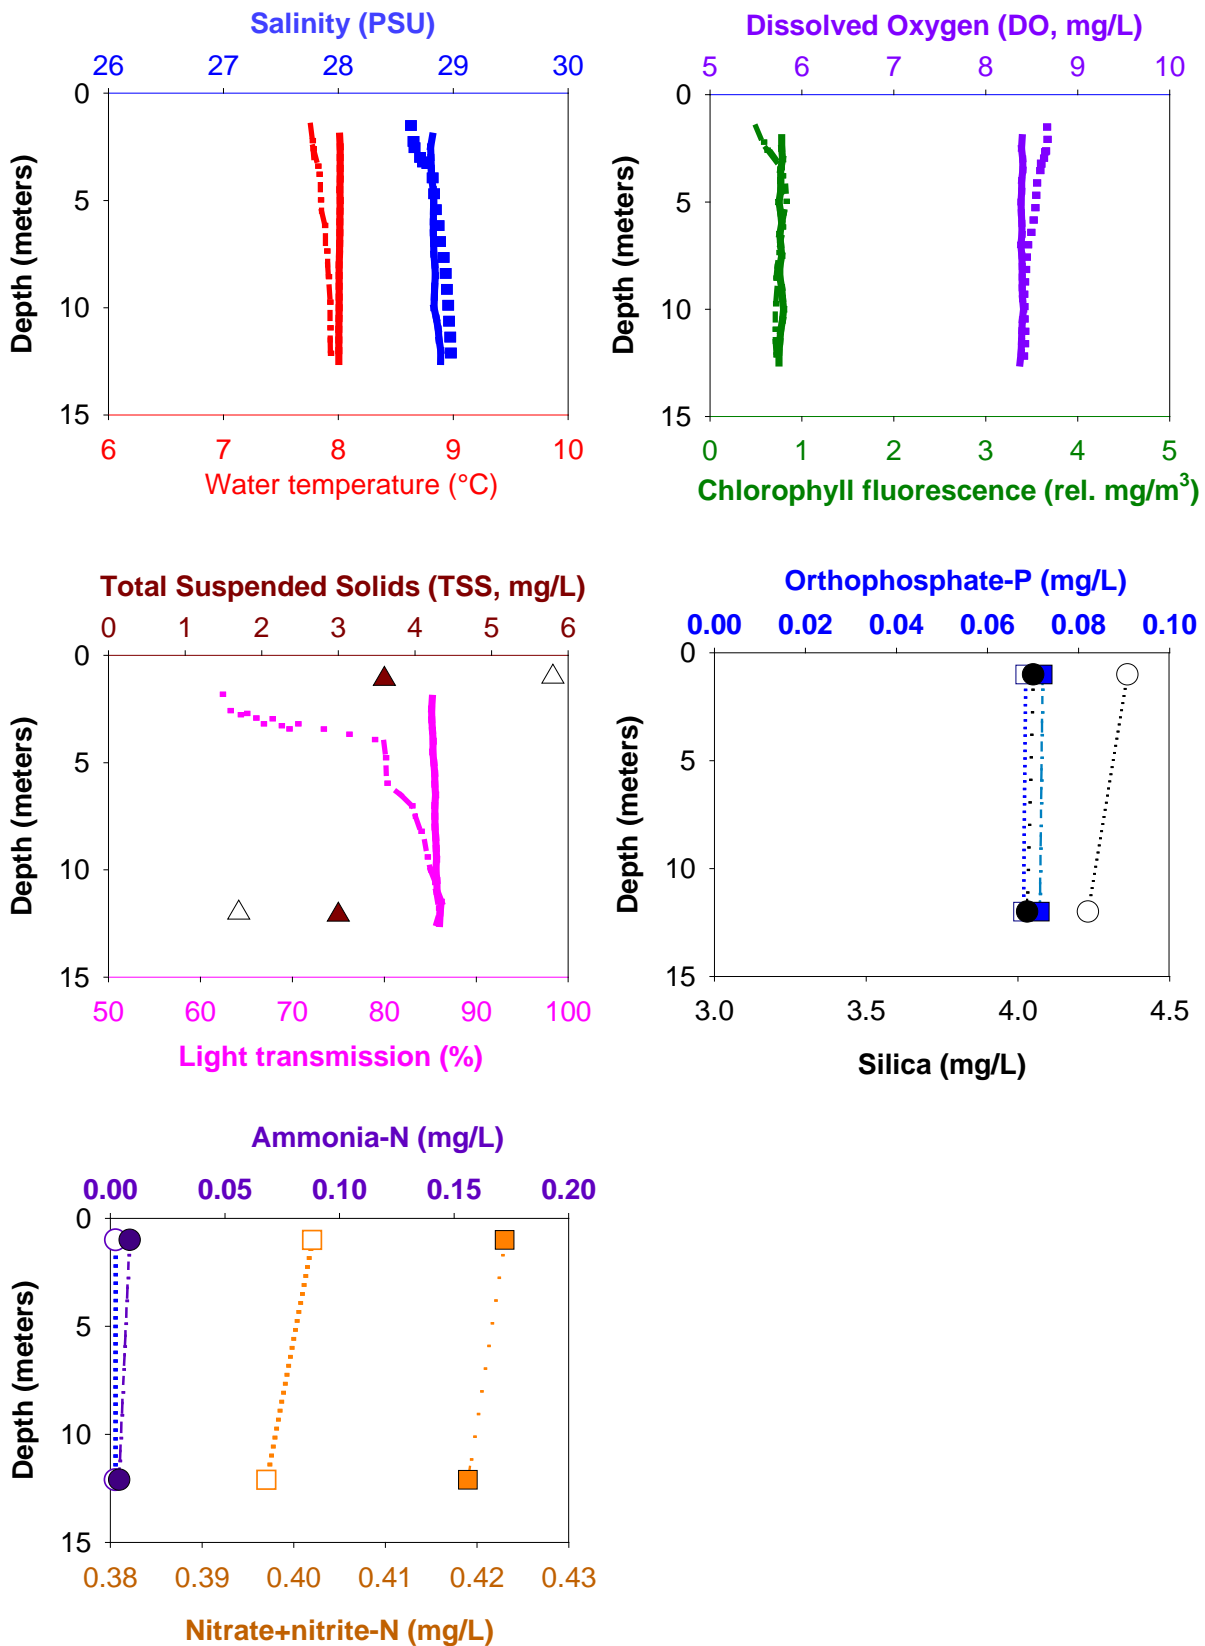 Salinity (PSU)
26 27 28 29 30
0
5
10
15
Depth (meters)
6 7 8 9 10
Water temperature (°C)
Dissolved Oxygen (DO, mg/L)
5 6 7 8 9 10
0
5
10
15
Depth (meters)
0 1 2 3 4 5
Chlorophyll fluorescence (rel. mg/m³)
Total Suspended Solids (TSS, mg/L)
0 1 2 3 4 5 6
0
5
10
15
Depth (meters)
50 60 70 80 90 100
Light transmission (%)
Orthophosphate-P (mg/L)
0.00 0.02 0.04 0.06 0.08 0.10
0
5
10
15
Depth (meters)
3.0 3.5 4.0 4.5
Silica (mg/L)
Ammonia-N (mg/L)
0.00 0.05 0.10 0.15 0.20
0
5
10
15
Depth (meters)
0.38 0.39 0.40 0.41 0.42 0.43
Nitrate+nitrite-N (mg/L)